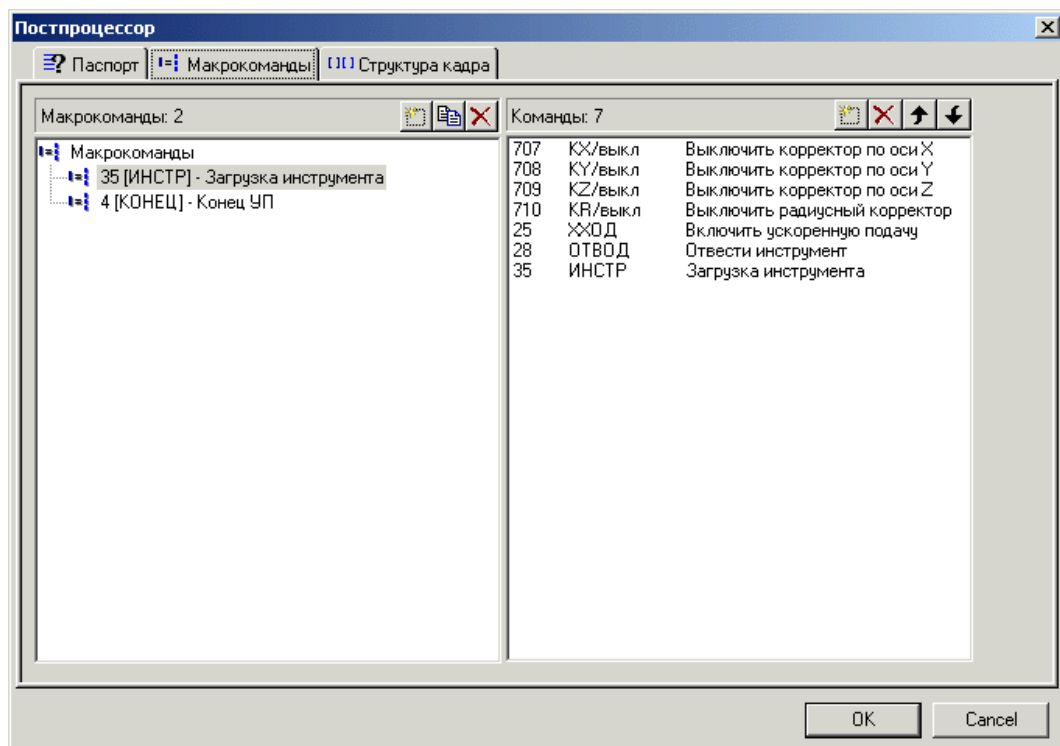 Постпроцессор
Паспорт Макрокоманды Структура кадра
Макрокоманды: 2
Макрокоманды
35 [ИНСТР] - Загрузка инструмента
4 [КОНЕЦ] - Конец УП
Команды: 7
707 KX/выкл Выключить корректор по оси X
708 KY/выкл Выключить корректор по оси Y
709 KZ/выкл Выключить корректор по оси Z
710 KR/выкл Выключить радиусный корректор
25 ХХОД Включить ускоренную подачу
28 ОТВОД Отвести инструмент
35 ИНСТР Загрузка инструмента
OK Cancel